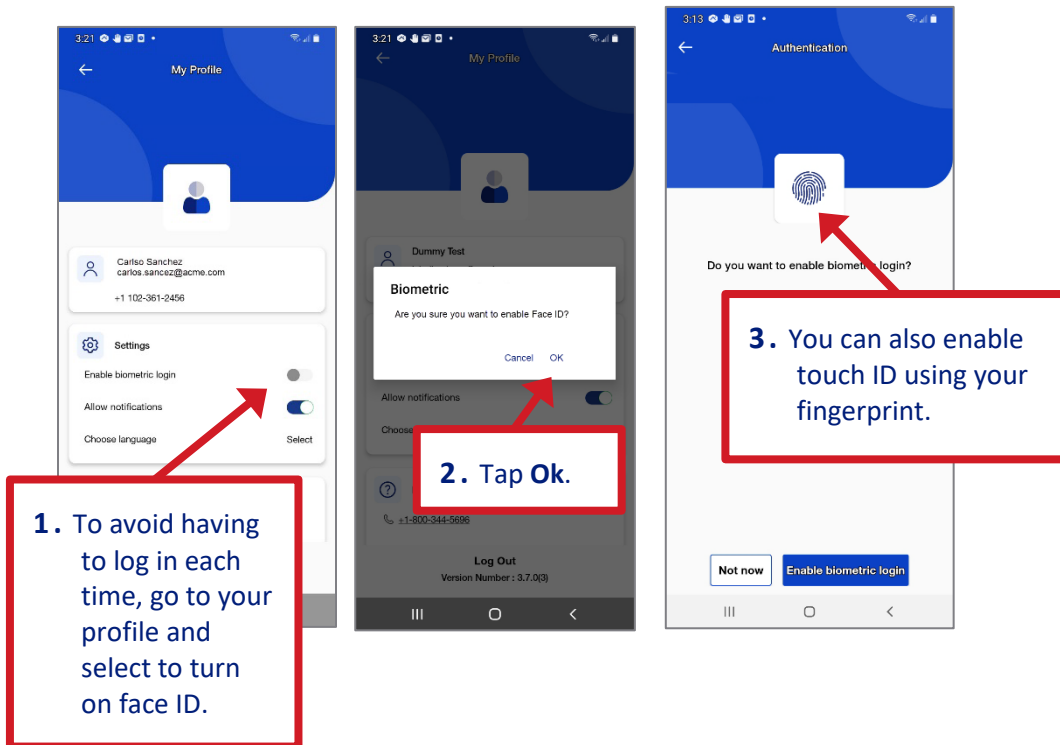 3:21
My Profile
Carlso Sanchez
carlos.sancez@acme.com
+1 102-361-2456
Settings
Enable biometric login
Allow notifications
Choose language Select
1. To avoid having
to log in each
time, go to your
profile and
select to turn
on face ID.
3:21
My Profile
Dummy Test
Biometric
Are you sure you want to enable Face ID?
Cancel OK
Allow notifications
Choose
2. Tap Ok.
+1-800-344-5696
Log Out
Version Number : 3.7.0(3)
3:13
Authentication
Do you want to enable biometric login?
3. You can also enable
touch ID using your
fingerprint.
Not now Enable biometric login